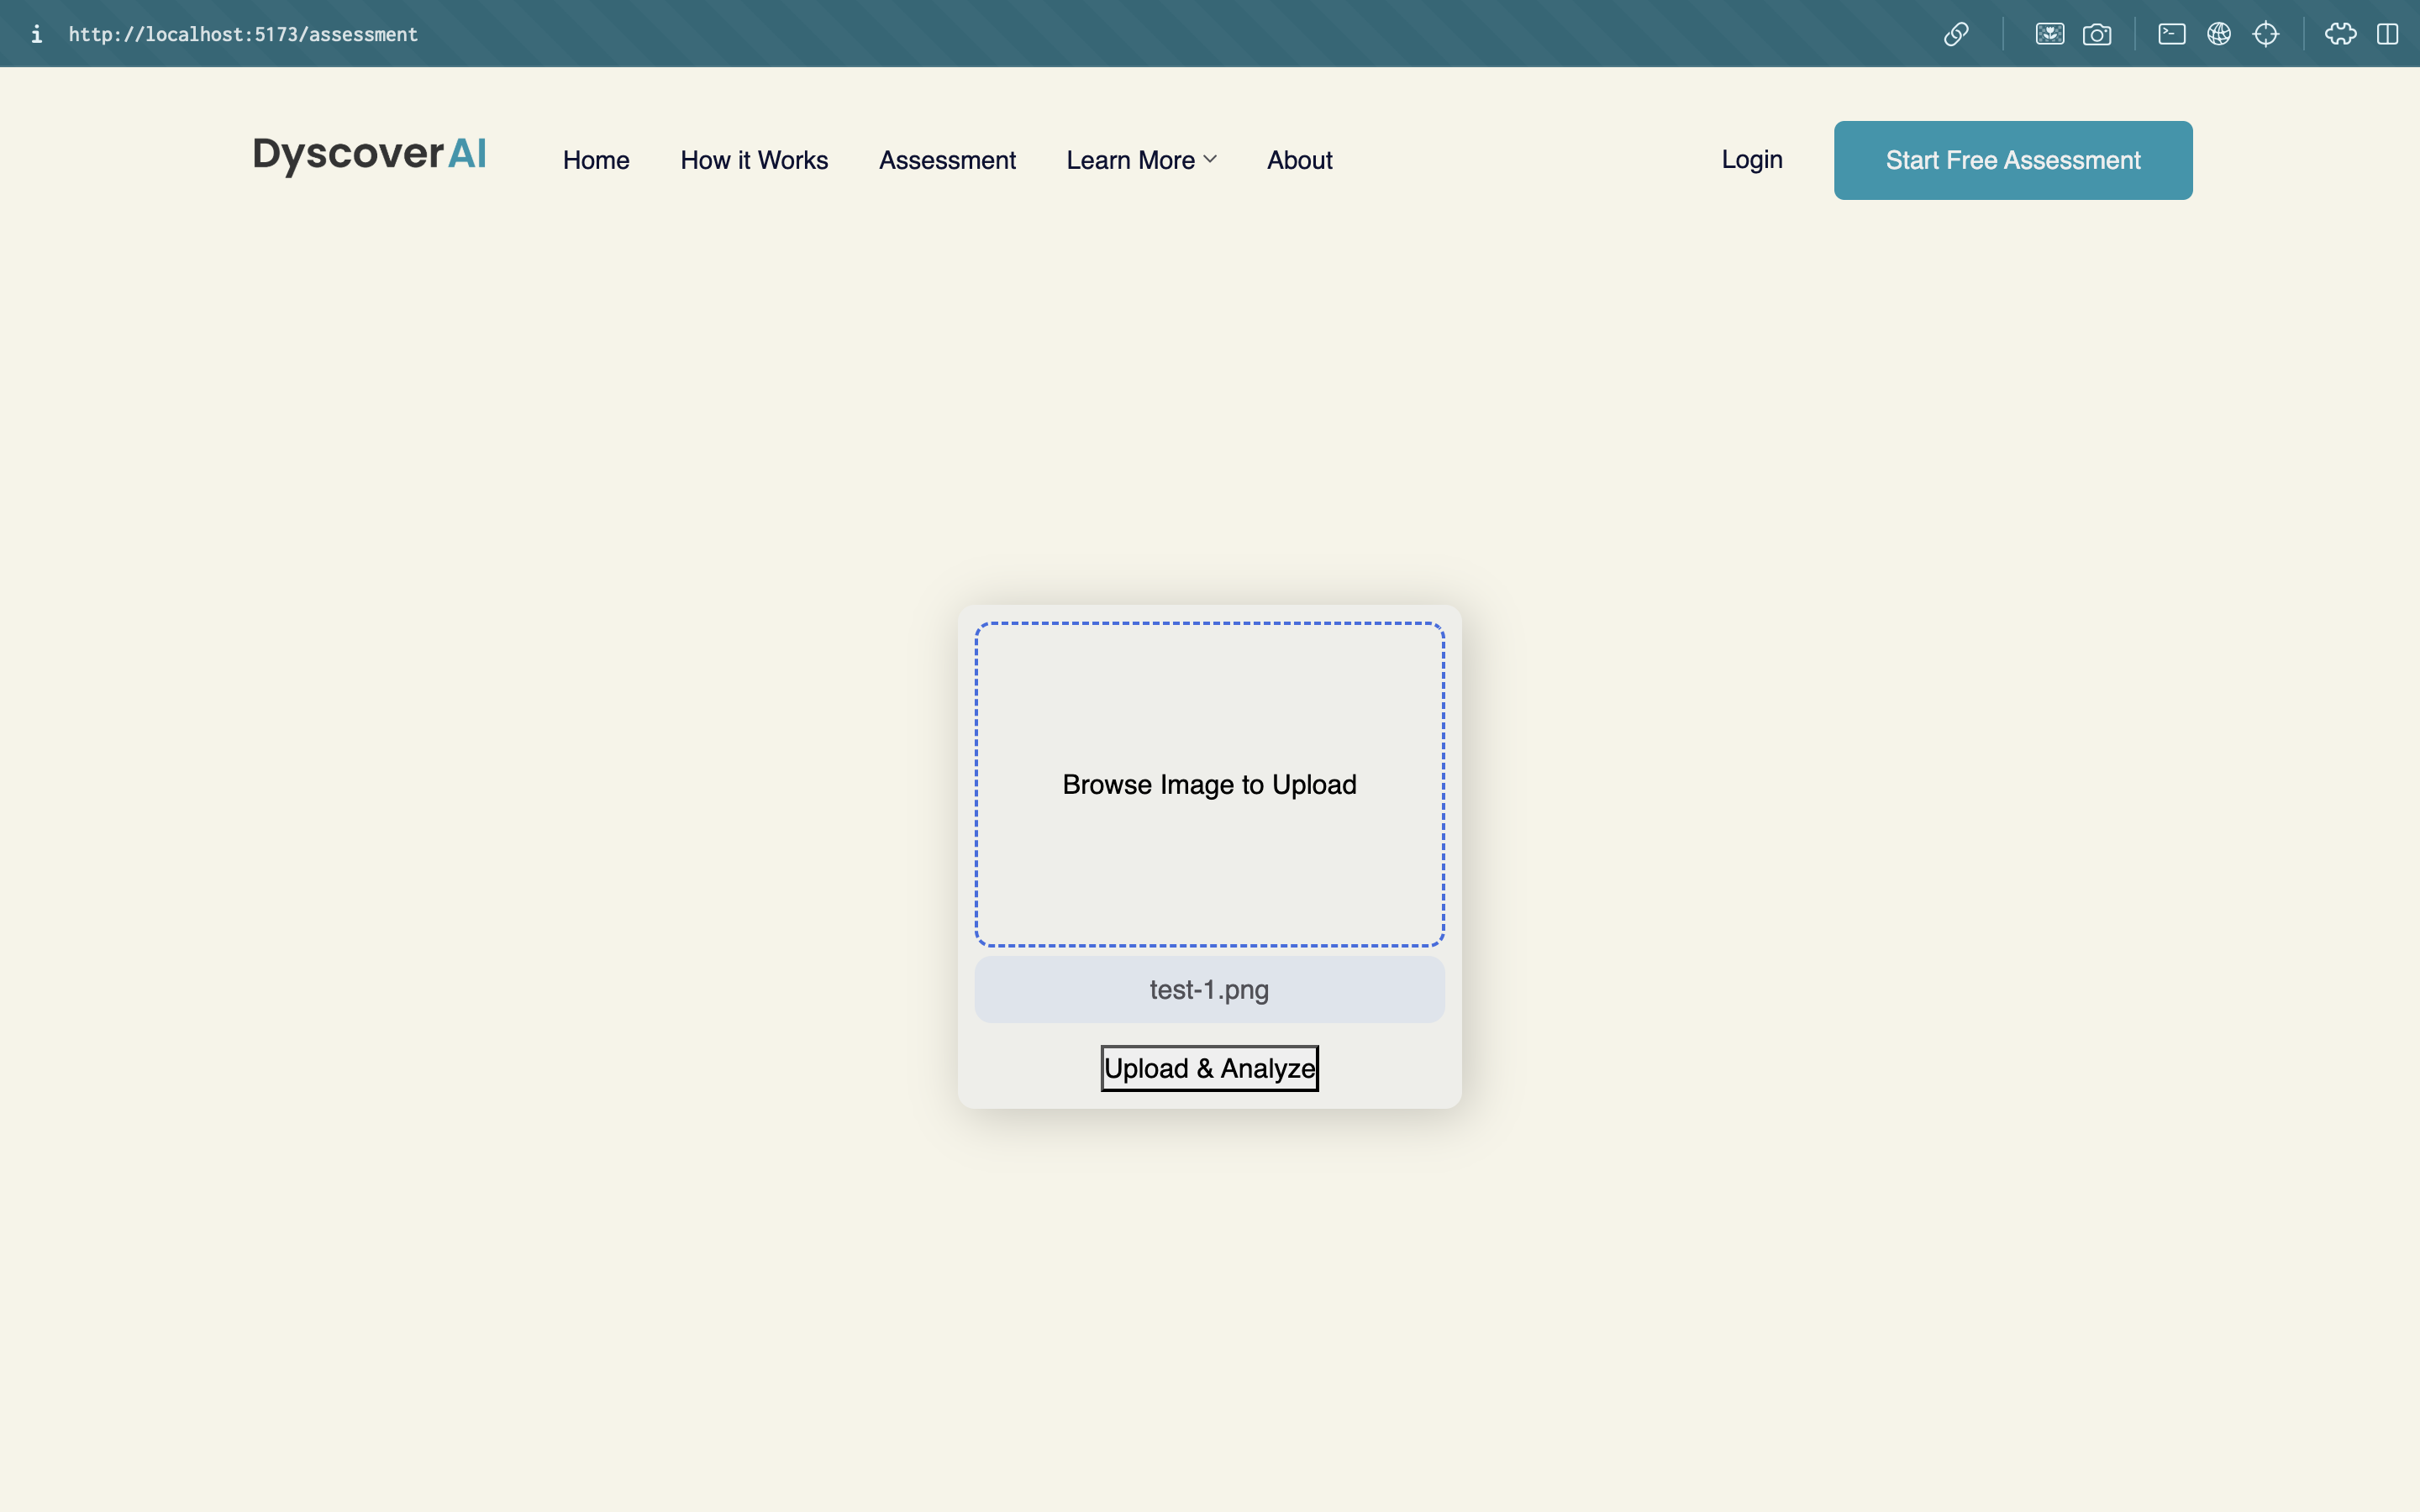 http://localhost:5173/assessment
DyscoverAI
Home
How it Works
Assessment
Learn More
About
Login
Start Free Assessment
Browse Image to Upload
test-1.png
Upload & Analyze